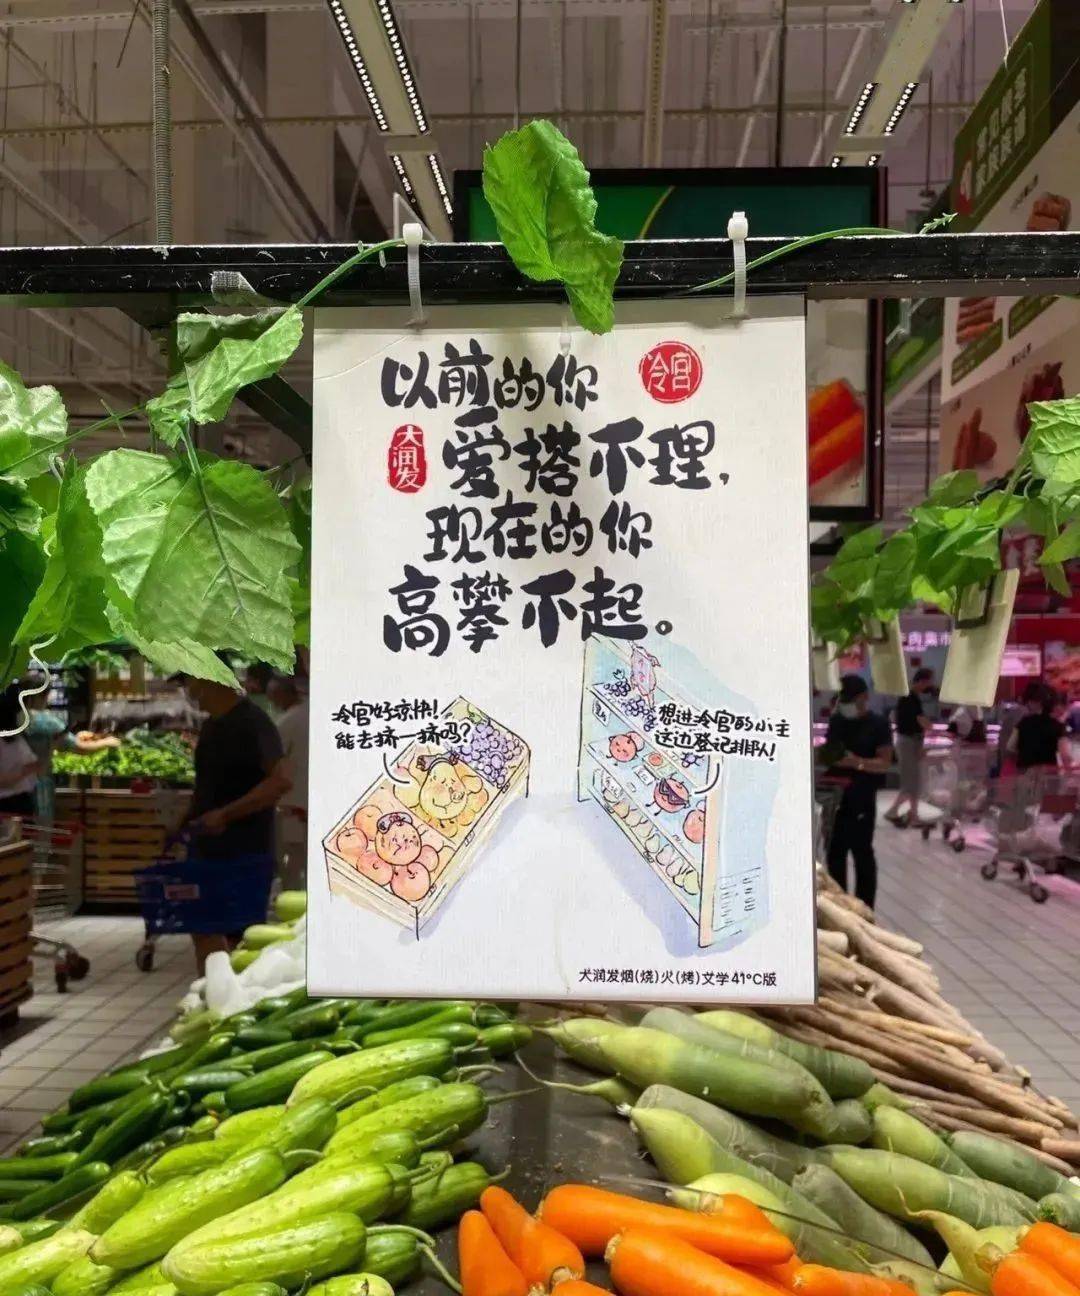 以前的你
冷宫
大润发
爱搭不理，
现在的你
高攀不起。
冷宫好凉快！
能去挤一挤吗？
想进冷宫的小主
这边登记排队！
大润发烟(烧)火(烤)文学41°C版